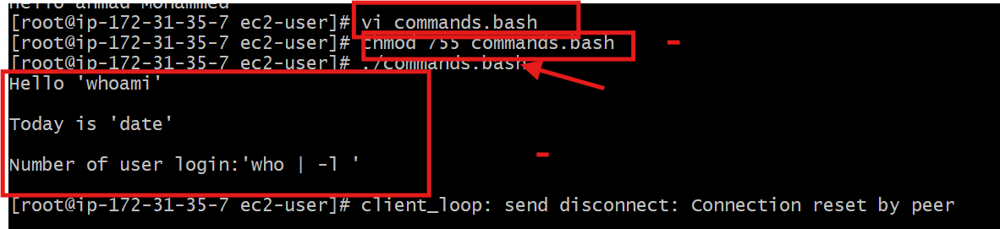 Hello ahmad Mohammed
[root@ip-172-31-35-7 ec2-user]# vi commands.bash
[root@ip-172-31-35-7 ec2-user]# chmod 755 commands.bash
[root@ip-172-31-35-7 ec2-user]# ./commands.bash
Hello 'whoami'
Today is 'date'
Number of user login:'who | -l '
[root@ip-172-31-35-7 ec2-user]# client_loop: send disconnect: Connection reset by peer